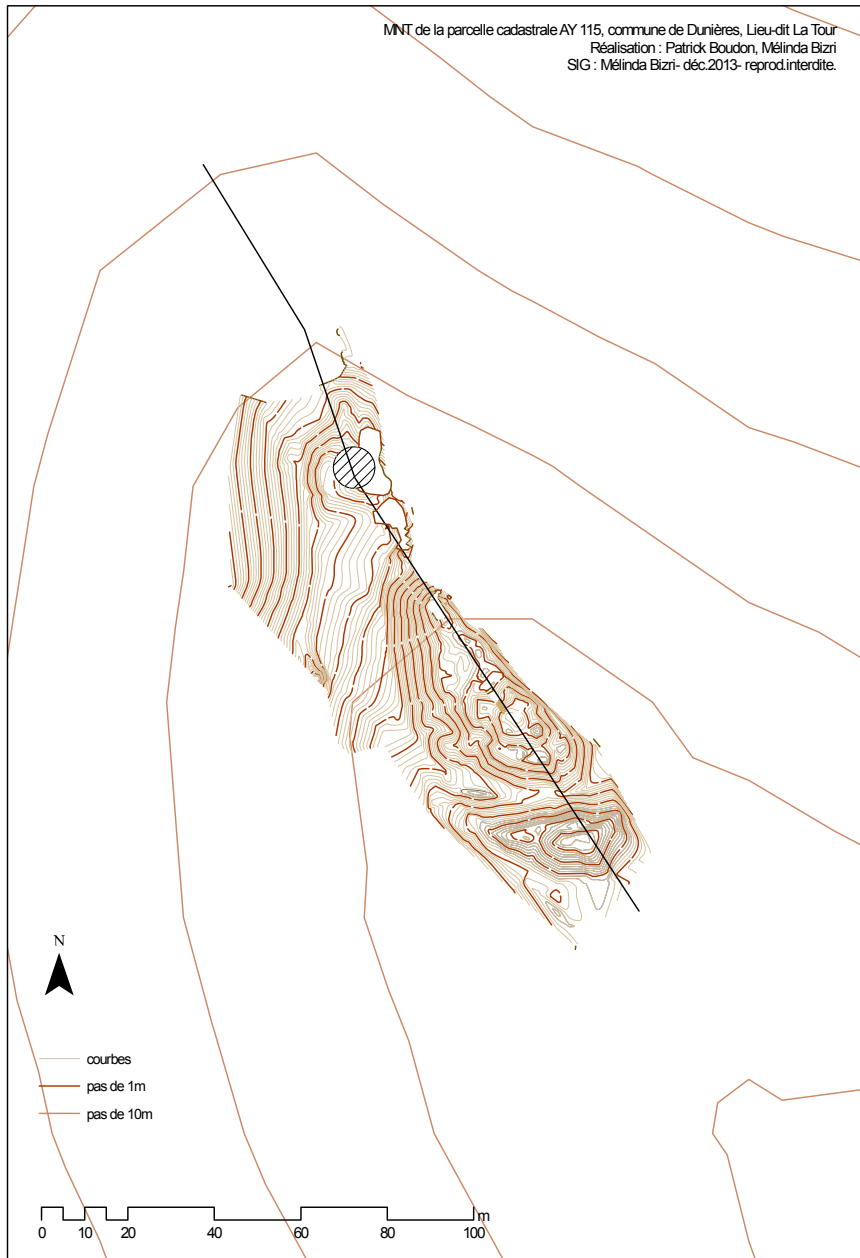 MNT de la parcelle cadastrale AY 115, commune de Dunières, Lieu-dit La Tour
Réalisation : Patrick Boudon, Mélinda Bizri
SIG : Mélinda Bizri- déc.2013- reprod.interdite.
N
courbes
pas de 1m
pas de 10m
0 10 20 40 60 80 100 m